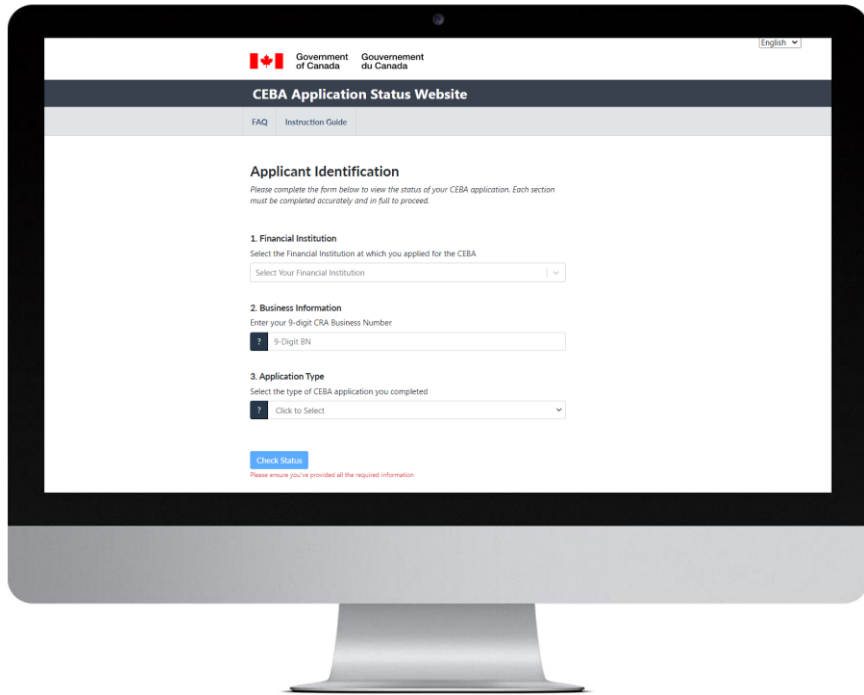 English
Government
of Canada
Gouvernement
du Canada
CEBA Application Status Website
FAQ Instruction Guide
Applicant Identification
Please complete the form below to view the status of your CEBA application. Each section
must be completed accurately and in full to proceed.
1. Financial Institution
Select the Financial Institution at which you applied for the CEBA
Select Your Financial Institution
2. Business Information
Enter your 9-digit CRA Business Number
? 9-Digit BN
3. Application Type
Select the type of CEBA application you completed
? Click to Select
Check Status
Please ensure you've provided all the required information